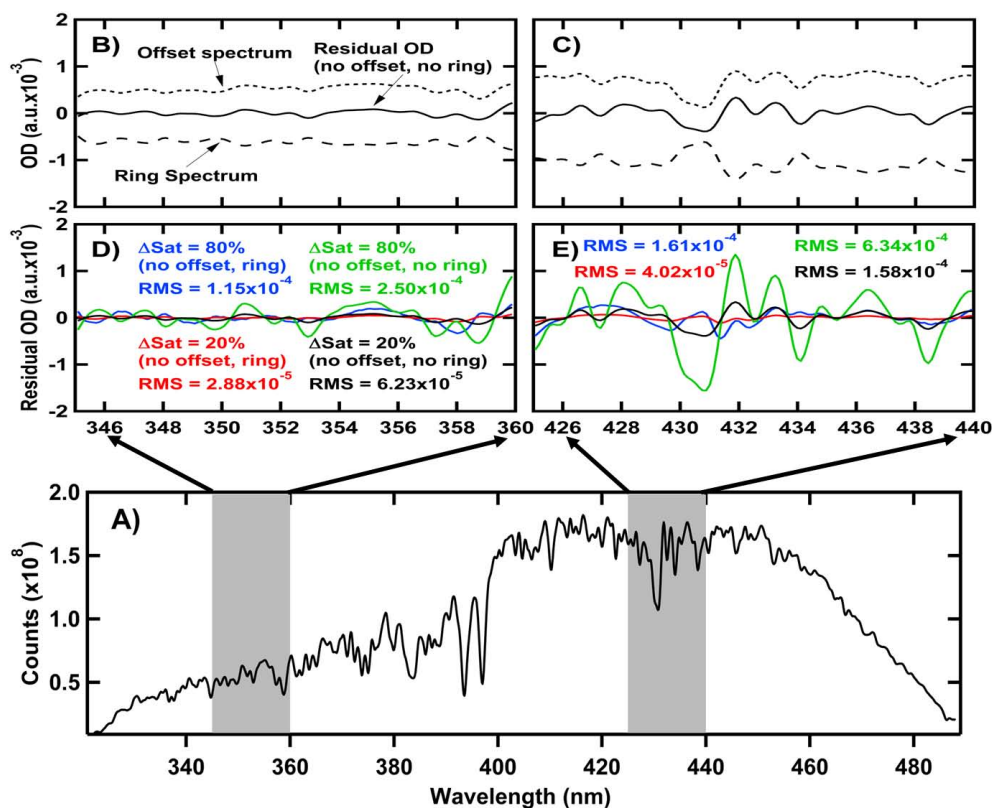 B)
Offset spectrum
Residual OD
(no offset, no ring)
Ring Spectrum
OD (a.u.x10⁻³)
2
1
0
-1
-2
C)
D)
ΔSat = 80%
(no offset, ring)
RMS = 1.15x10⁻⁴
ΔSat = 80%
(no offset, no ring)
RMS = 2.50x10⁻⁴
ΔSat = 20%
(no offset, ring)
RMS = 2.88x10⁻⁵
ΔSat = 20%
(no offset, no ring)
RMS = 6.23x10⁻⁵
Residual OD (a.u.x10⁻³)
2
1
0
-1
-2
346 350 352 354 356 358 360
E)
RMS = 1.61x10⁻⁴
RMS = 6.34x10⁻⁴
RMS = 4.02x10⁻⁵
RMS = 1.58x10⁻⁴
426 428 430 432 434 436 438 440
A)
Counts (x10⁸)
2.0
1.5
1.0
0.5
340 360 380 400 420 440 460 480
Wavelength (nm)